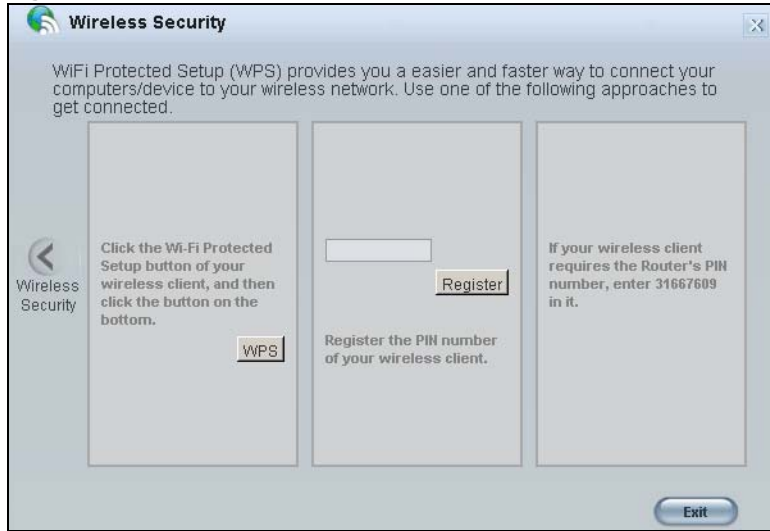 Wireless Security
WiFi Protected Setup (WPS) provides you a easier and faster way to connect your
computers/device to your wireless network. Use one of the following approaches to
get connected.
Wireless
Security
Click the Wi-Fi Protected
Setup button of your
wireless client, and then
click the button on the
bottom.
WPS
Register
Register the PIN number
of your wireless client.
If your wireless client
requires the Router's PIN
number, enter 31667609
in it.
Exit